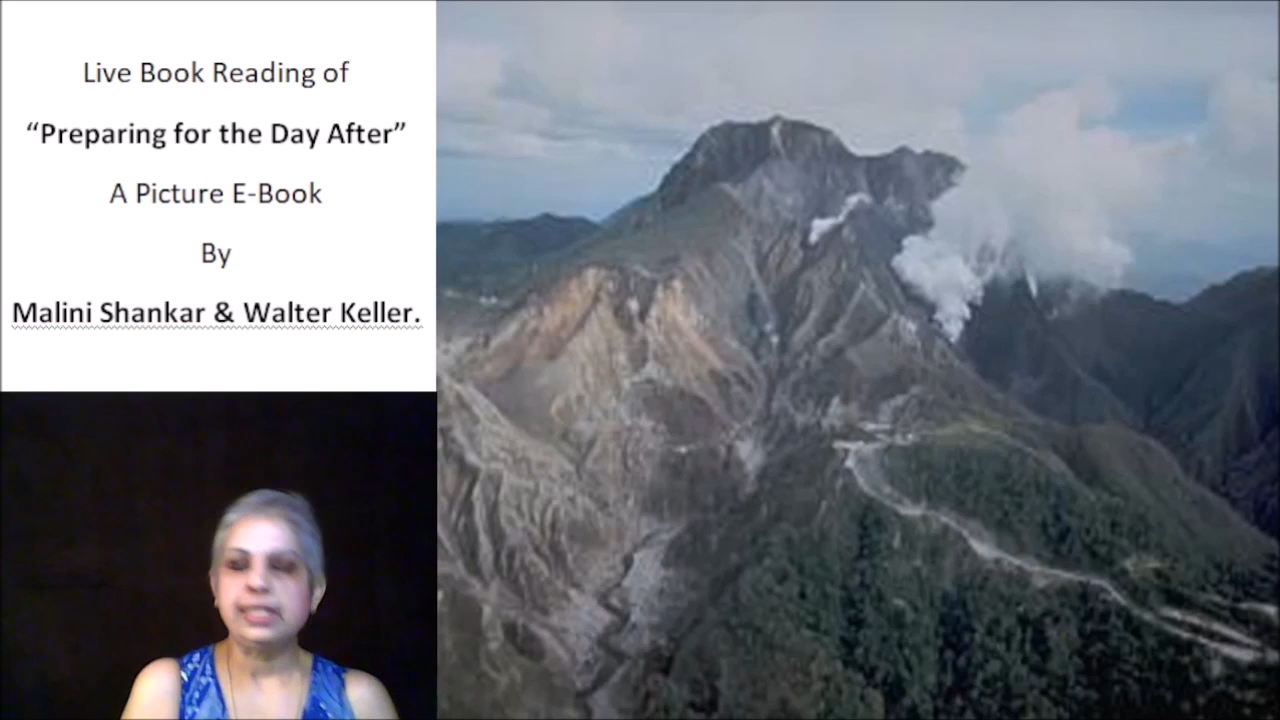 Live Book Reading of
“Preparing for the Day After”
A Picture E-Book
By
Malini Shankar & Walter Keller.